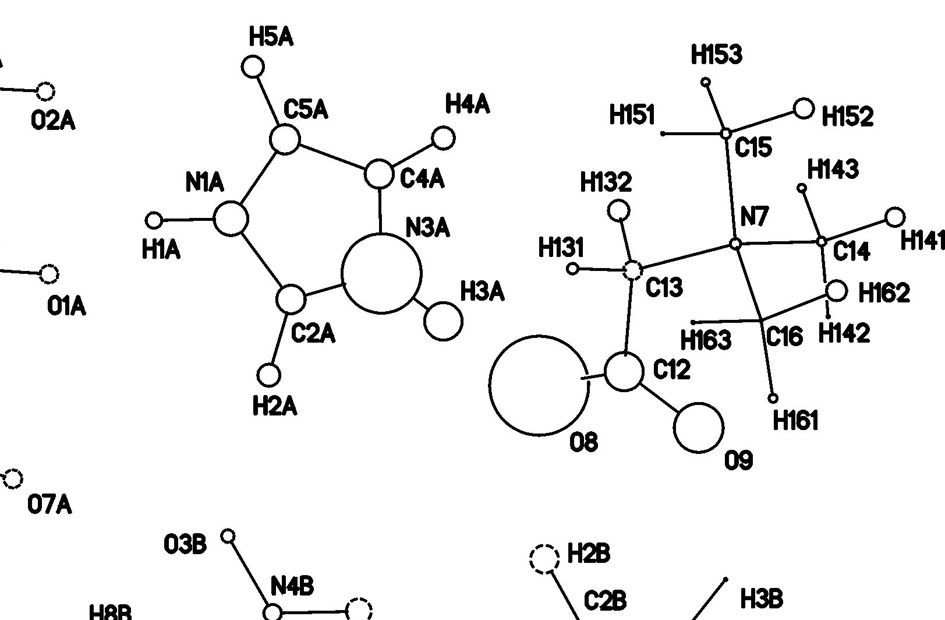 H5A
H153
O2A
C5A
H4A
H151
H152
C15
N1A
C4A
H132
H143
N3A
N7
H1A
H131
H141
C14
O1A
C13
H3A
H162
C2A
H163
C16
H142
C12
H2A
H161
O8
O9
O7A
O3B
H2B
N4B
C2B
H3B
H8B